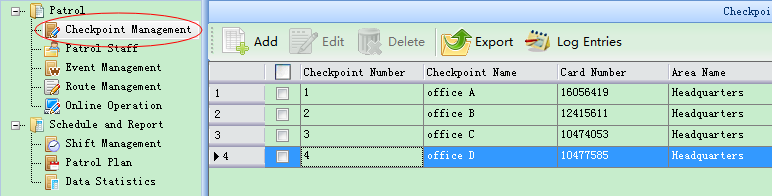 Patrol
Checkpoint Management
Patrol Staff
Event Management
Route Management
Online Operation
Schedule and Report
Shift Management
Patrol Plan
Data Statistics
Checkpoi
Add Edit Delete Export Log Entries
Checkpoint Number Checkpoint Name Card Number Area Name
1 1 office A 16056419 Headquarters
2 2 office B 12415611 Headquarters
3 3 office C 10474053 Headquarters
4 4 office D 10477585 Headquarters